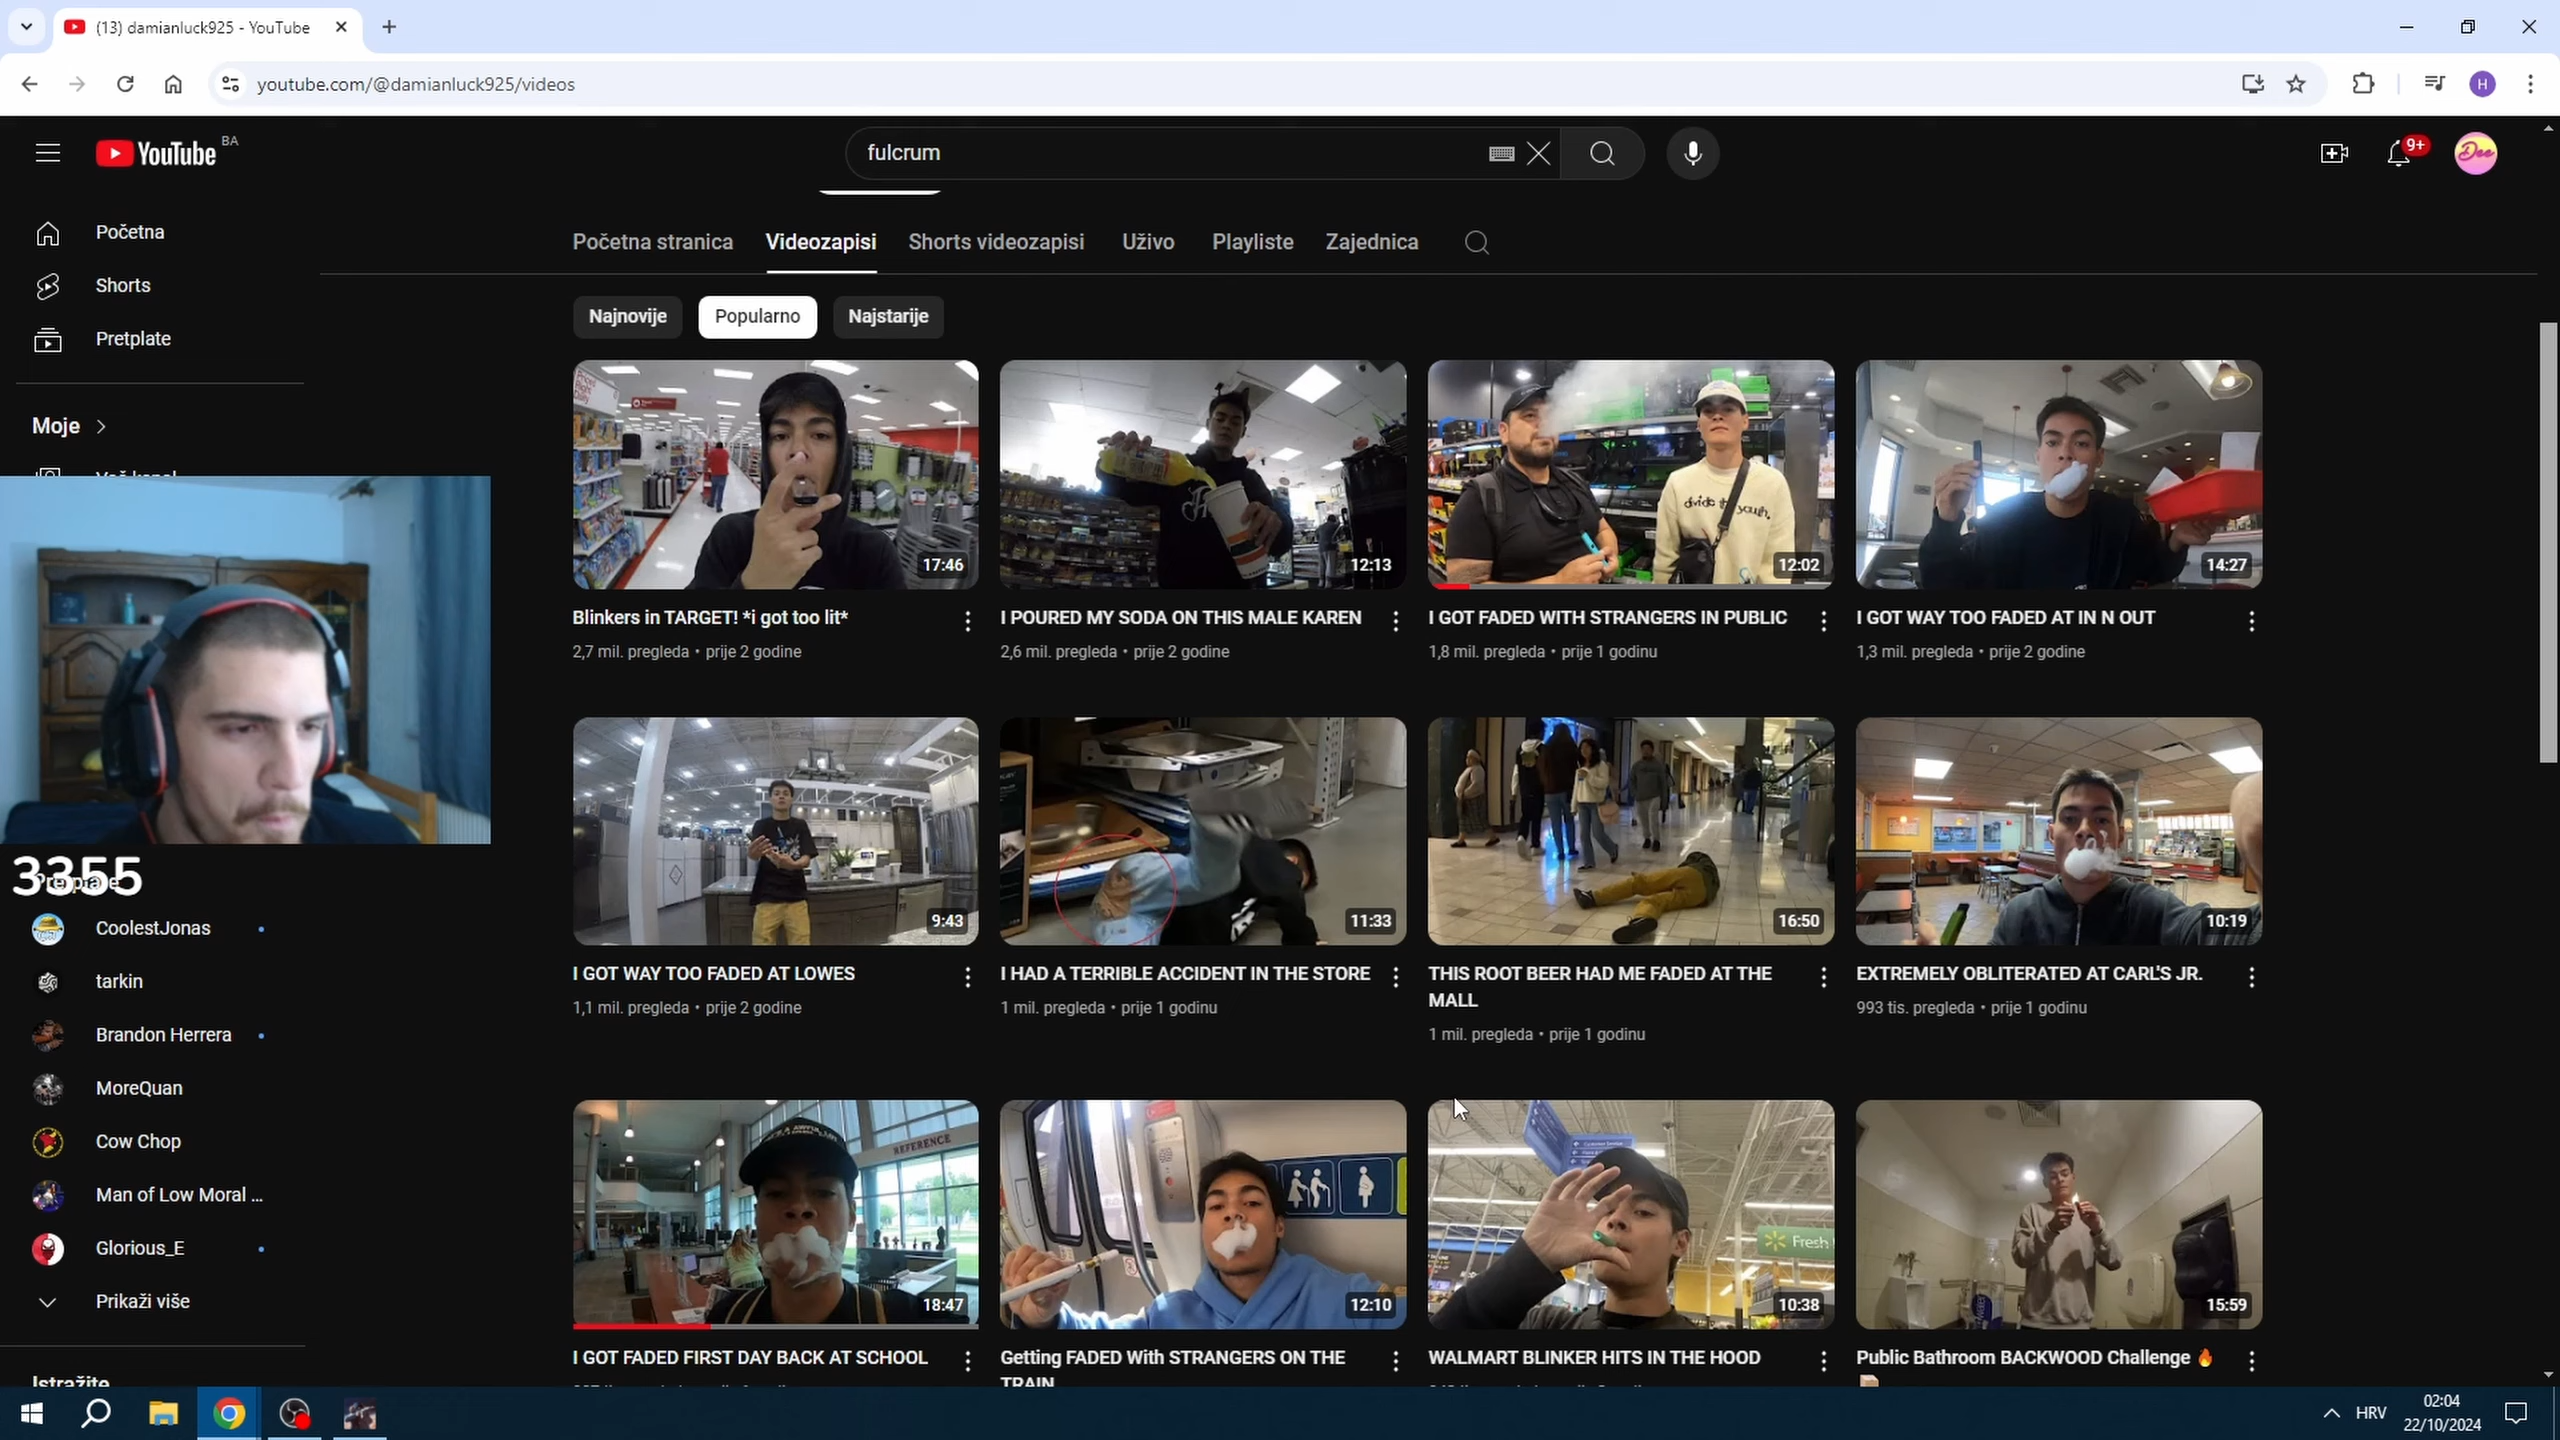 (13) damianluck925 - YouTube
youtube.com/@damianluck925/videos
H
YouTube BA
fulcrum
9+
Dee
Početna
Shorts
Pretplate
Moje
Početna stranica Videozapisi Shorts videozapisi Uživo Playliste Zajednica
Najnovije Popularno Najstarije
17:46
12:13
divide the youth.
12:02
14:27
Blinkers in TARGET! *i got too lit*
2,7 mil. pregleda • prije 2 godine
I POURED MY SODA ON THIS MALE KAREN
2,6 mil. pregleda • prije 2 godine
I GOT FADED WITH STRANGERS IN PUBLIC
1,8 mil. pregleda • prije 1 godinu
I GOT WAY TOO FADED AT IN N OUT
1,3 mil. pregleda • prije 2 godine
9:43
11:33
16:50
10:19
I GOT WAY TOO FADED AT LOWES
1,1 mil. pregleda • prije 2 godine
I HAD A TERRIBLE ACCIDENT IN THE STORE
1 mil. pregleda • prije 1 godinu
THIS ROOT BEER HAD ME FADED AT THE
MALL
1 mil. pregleda • prije 1 godinu
EXTREMELY OBLITERATED AT CARL'S JR.
993 tis. pregleda • prije 1 godinu
3355
Pretplate
CoolestJonas
tarkin
Brandon Herrera
MoreQuan
Cow Chop
Man of Low Moral ...
Glorious_E
Prikaži više
Istražite
REFERENCE
18:47
12:10
Fresh
10:38
15:59
I GOT FADED FIRST DAY BACK AT SCHOOL
Getting FADED With STRANGERS ON THE
TRAIN
WALMART BLINKER HITS IN THE HOOD
Public Bathroom BACKWOOD Challenge 🔥
HRV
02:04
22/10/2024